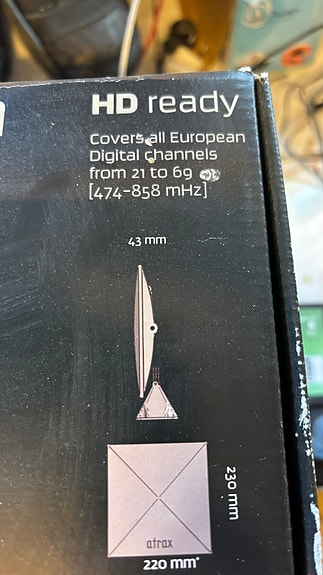 HD ready
Covers all European
Digital channels
from 21 to 69
[474-858 mHz]
43 mm
230 mm
atrax
220 mm*